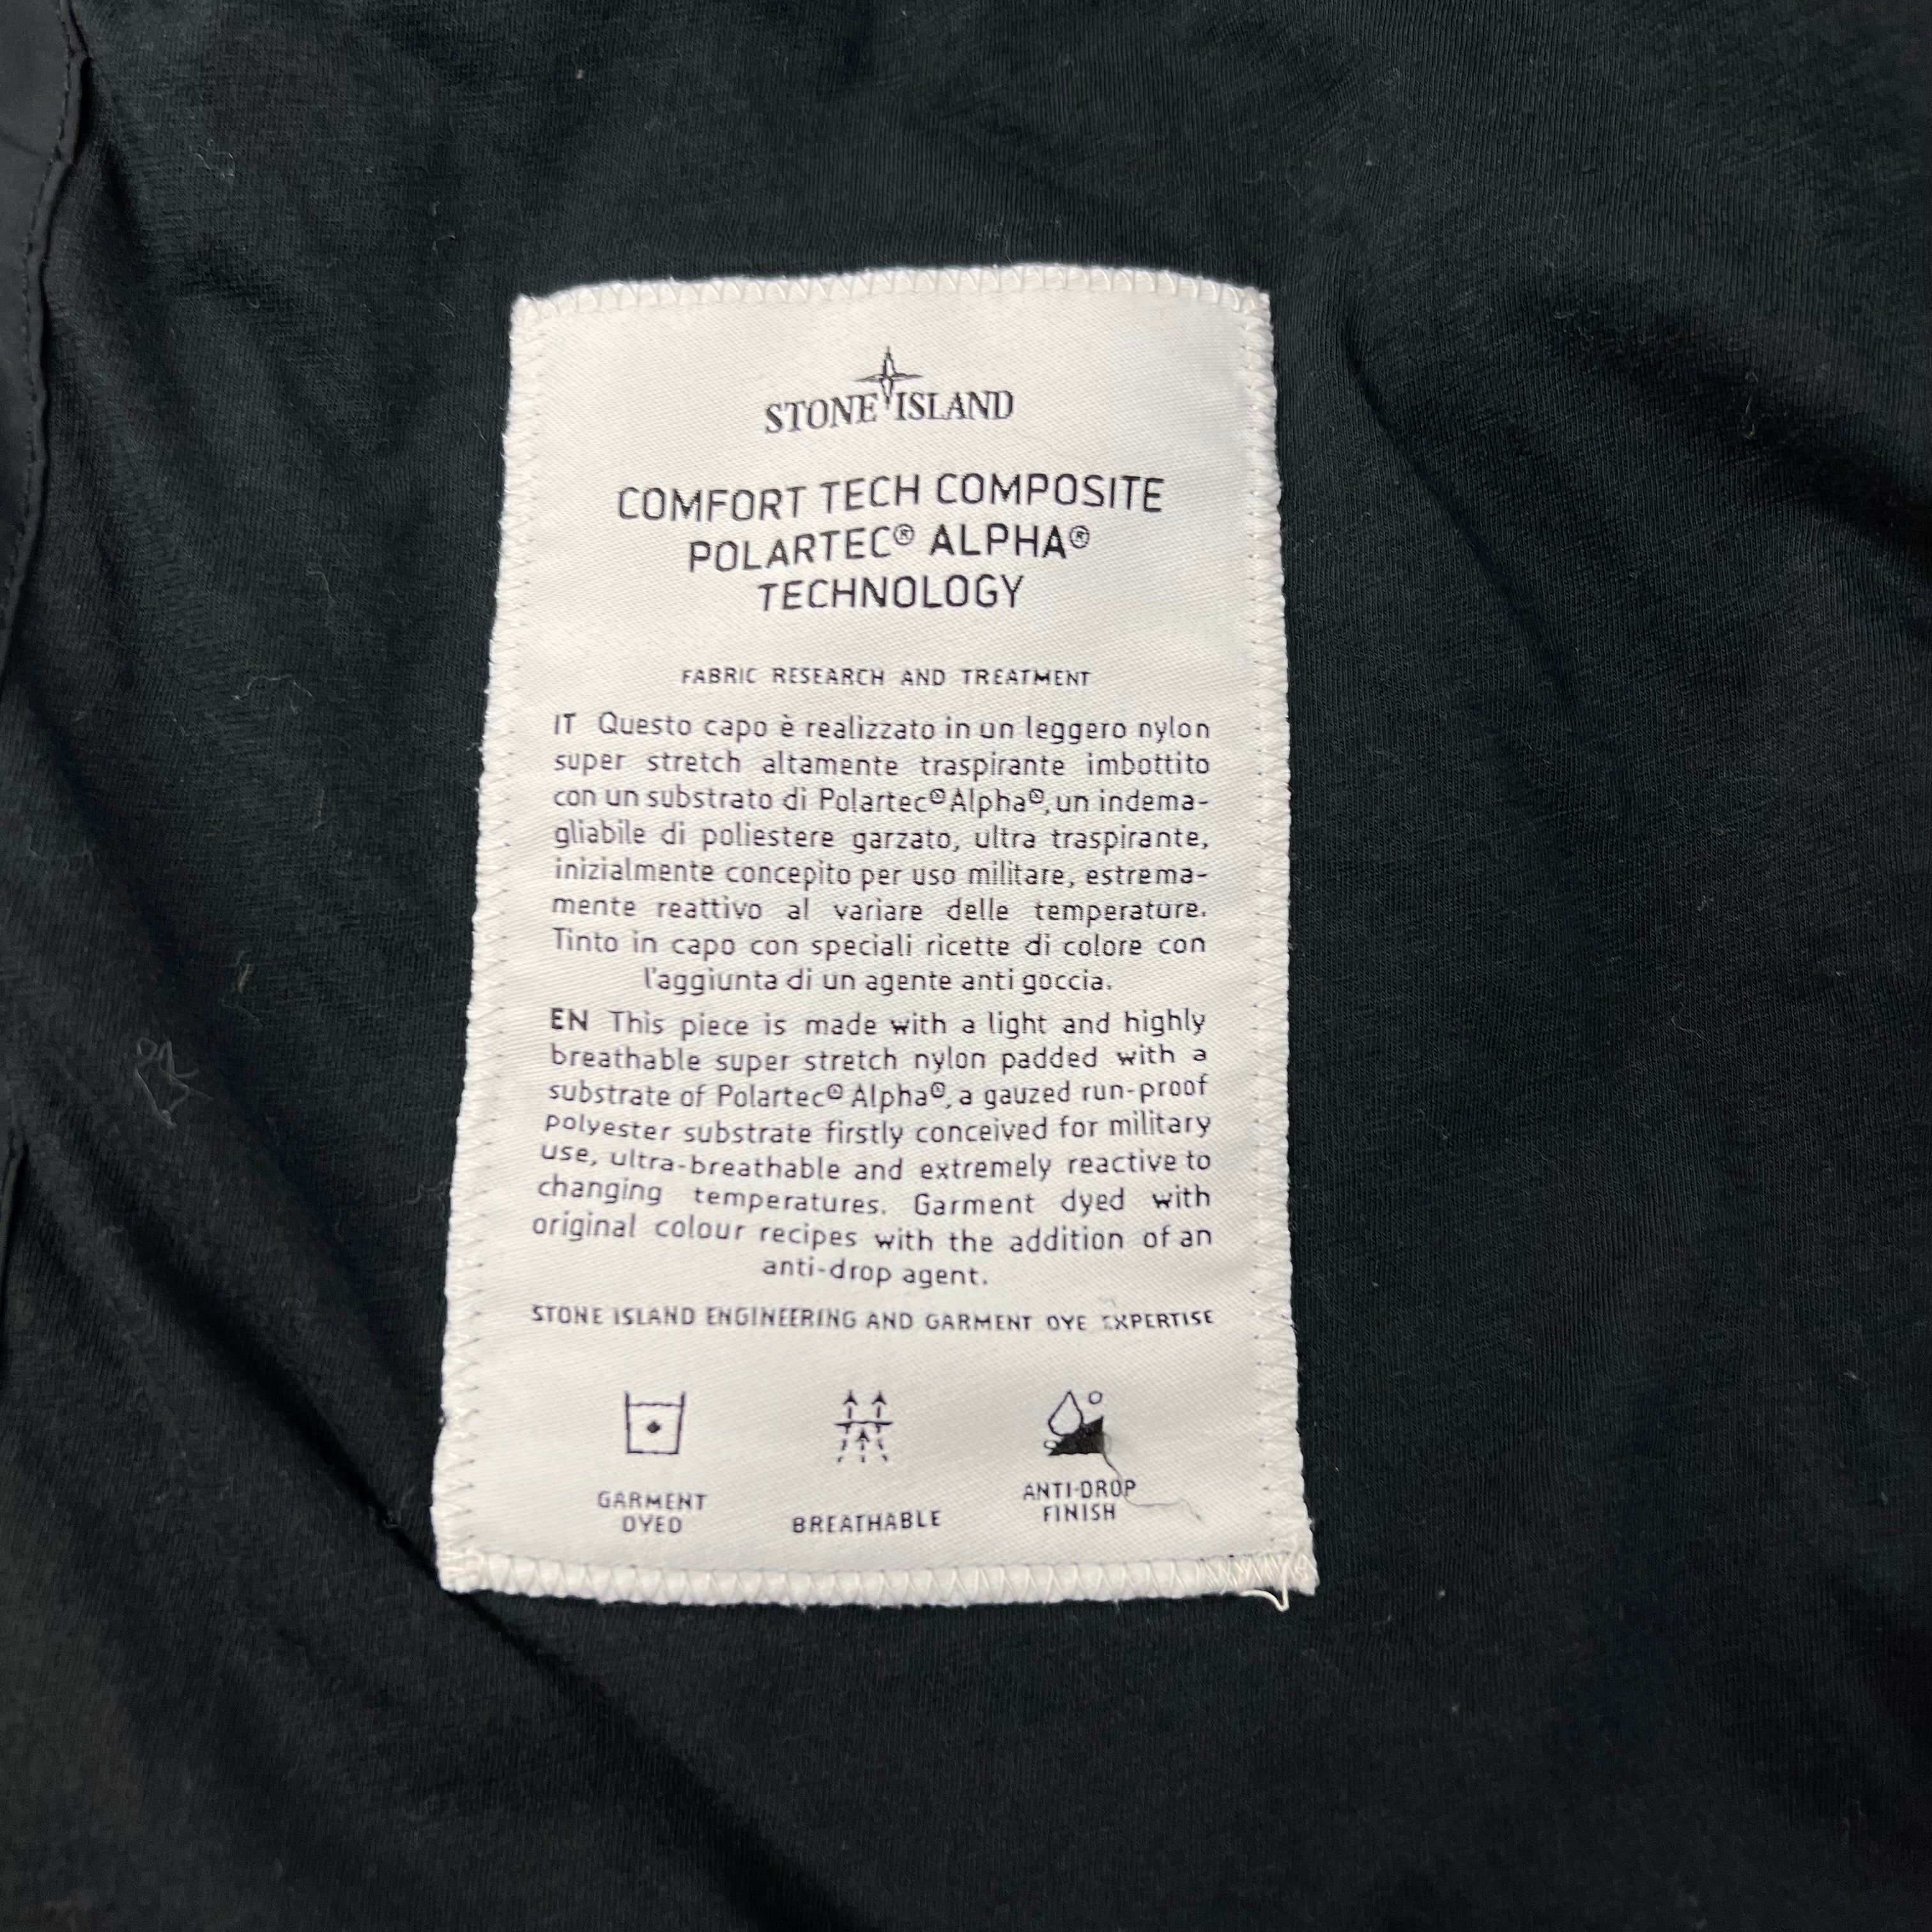 STONE ISLAND
COMFORT TECH COMPOSITE
POLARTEC® ALPHA®
TECHNOLOGY
FABRIC RESEARCH AND TREATMENT
IT Questo capo è realizzato in un leggero nylon
super stretch altamente traspirante imbottito
con un substrato di Polartec® Alpha®, un indema-
gliabile di poliestere garzato, ultra traspirante,
inizialmente concepito per uso militare, estrema-
mente reattivo al variare delle temperature.
Tinto in capo con speciali ricette di colore con
l'aggiunta di un agente anti goccia.
EN This piece is made with a light and highly
breathable super stretch nylon padded with a
substrate of Polartec® Alpha®, a gauzed run-proof
polyester substrate firstly conceived for military
use, ultra-breathable and extremely reactive to
changing temperatures. Garment dyed with
original colour recipes with the addition of an
anti-drop agent.
STONE ISLAND ENGINEERING AND GARMENT DYE EXPERTISE
GARMENT
DYED
BREATHABLE
ANTI-DROP
FINISH